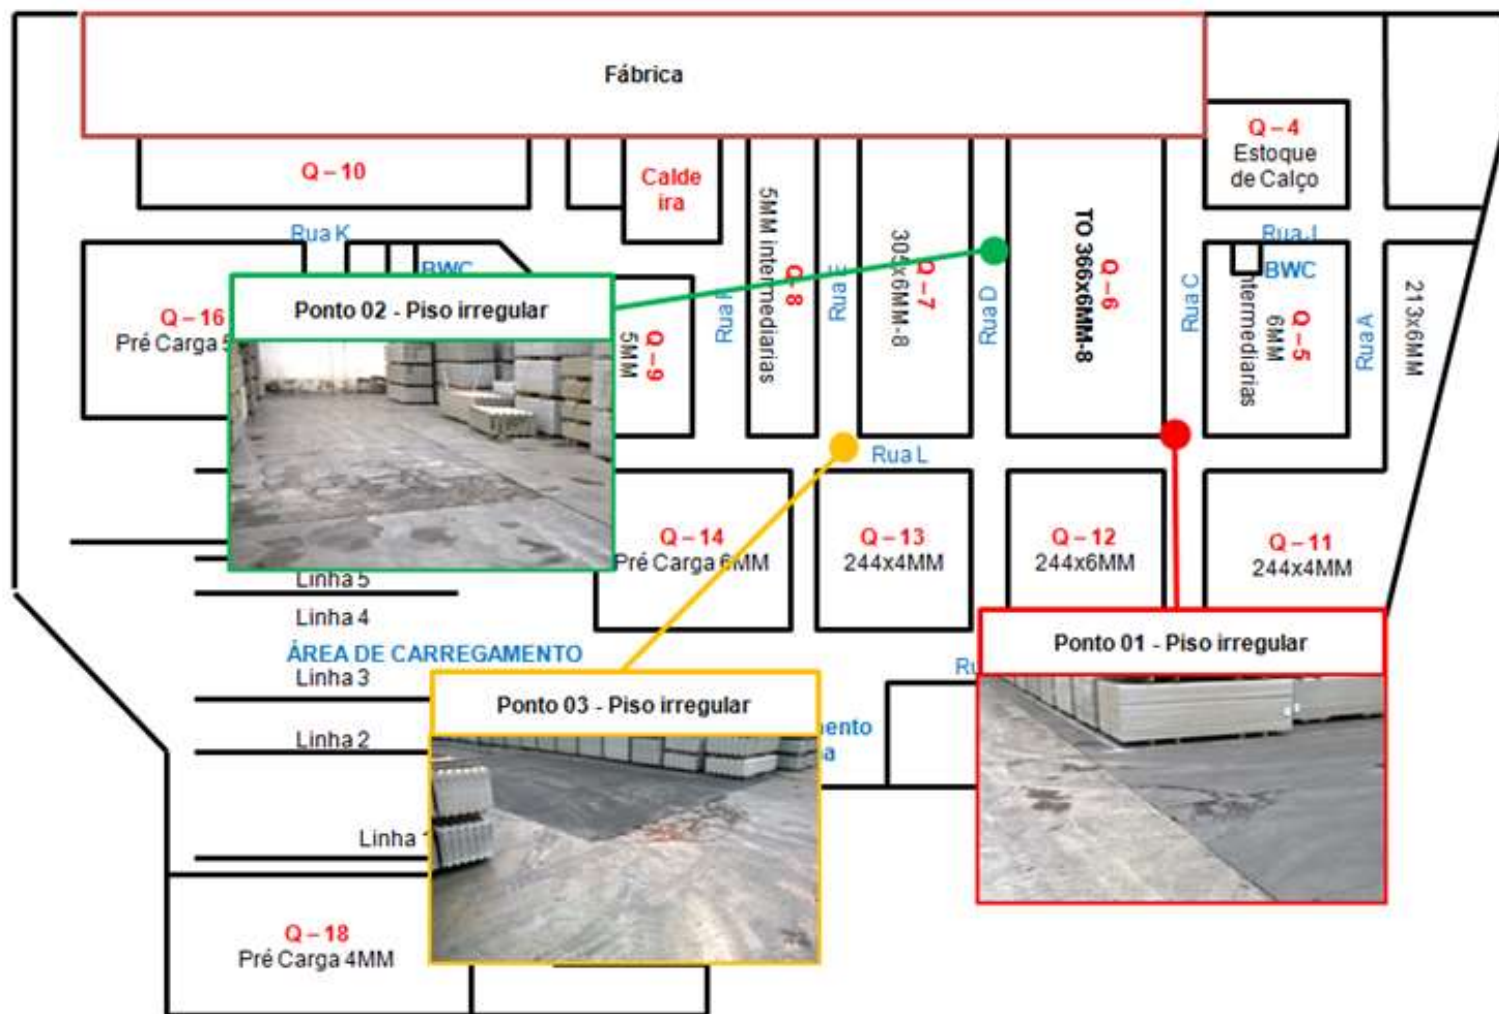 Fábrica
Q – 4
Estoque
de Calço
Q – 10
Calde
ira
Rua K
BWC
Q – 16
Pré Carga
Ponto 02 - Piso irregular
Q – 9
5MM
Q – 8
5MM intermediarias
Rua E
Q – 7
305x6MM-8
Rua D
Q – 6
TO 366x6MM-8
Rua C
Rua J
BWC
Q – 5
6MM
Rua A
213x6MM
Rua L
Q – 14
Pré Carga 6MM
Q – 13
244x4MM
Q – 12
244x6MM
Q – 11
244x4MM
Linha 5
Linha 4
ÁREA DE CARREGAMENTO
Linha 3
Linha 2
Linha 1
Ponto 01 - Piso irregular
Ponto 03 - Piso irregular
Q – 18
Pré Carga 4MM